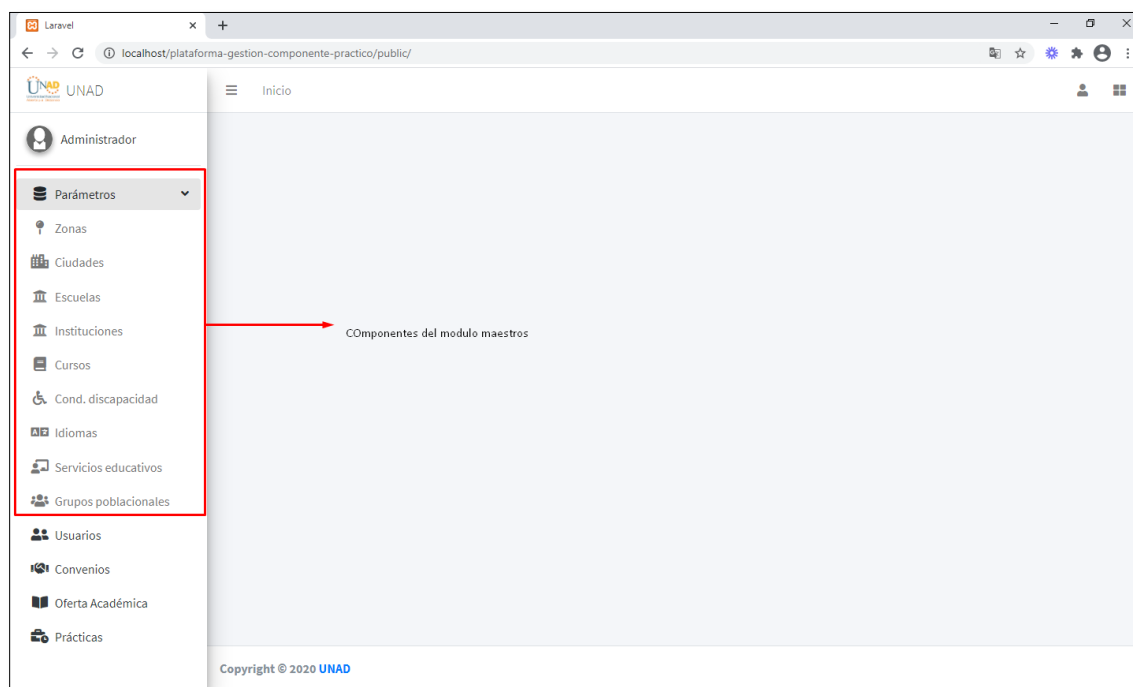 Laravel
localhost/plataforma-gestion-componente-practico/public/
UNAD UNAD
Inicio
Administrador
Parámetros
Zonas
Ciudades
Escuelas
Instituciones
COmponentes del modulo maestros
Cursos
Cond. discapacidad
Idiomas
Servicios educativos
Grupos poblacionales
Usuarios
Convenios
Oferta Académica
Prácticas
Copyright © 2020 UNAD